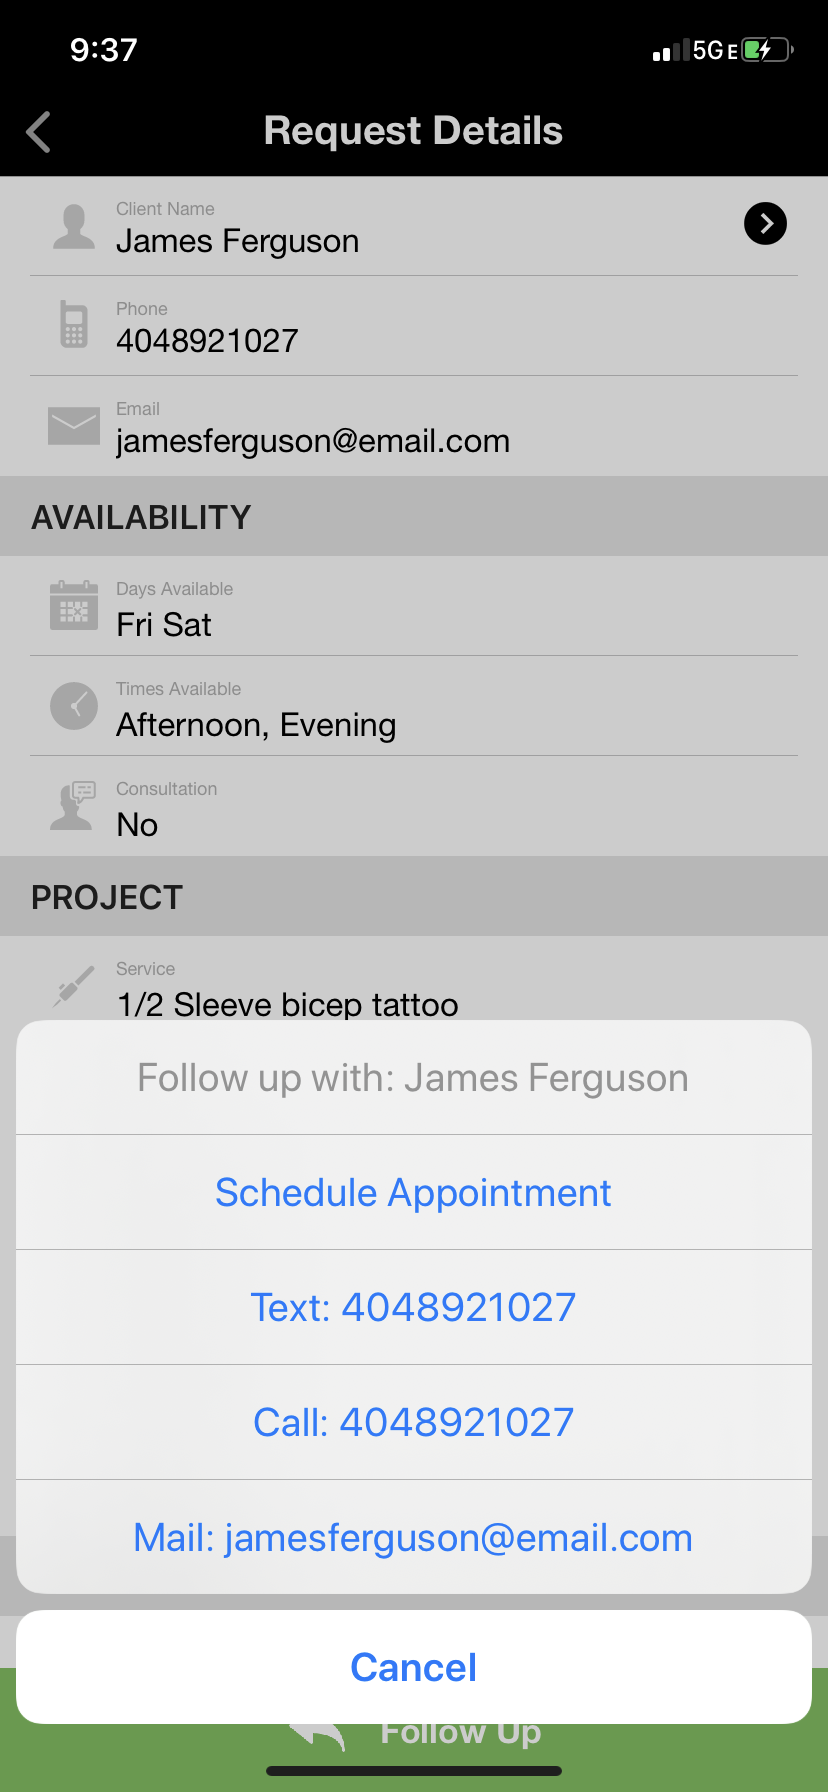 9:37
5G E
Request Details
Client Name
James Ferguson
Phone
4048921027
Email
jamesferguson@email.com
AVAILABILITY
Days Available
Fri Sat
Times Available
Afternoon, Evening
Consultation
No
PROJECT
Service
1/2 Sleeve bicep tattoo
Follow up with: James Ferguson
Schedule Appointment
Text: 4048921027
Call: 4048921027
Mail: jamesferguson@email.com
Cancel
Follow Up